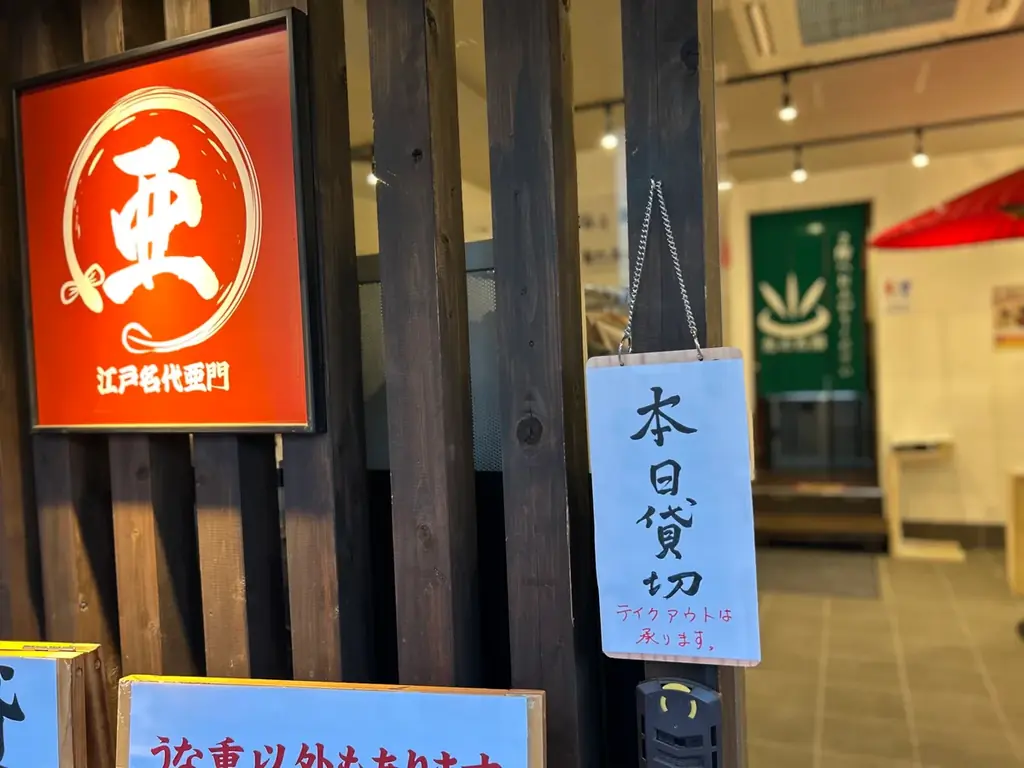 亜
江戸名代亜門
本日貸切
テイクアウトは
承ります。
うな重以外もあります